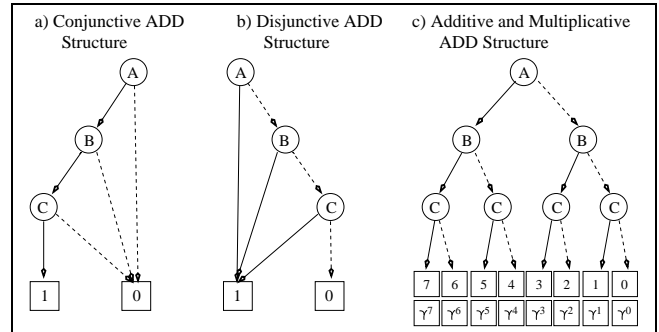 a) Conjunctive ADD Structure
b) Disjunctive ADD Structure
c) Additive and Multiplicative ADD Structure
A
B
C
1
0
A
B
C
1
0
A
B
B
C
C
C
C
7 6 5 4 3 2 1 0
γ⁷ γ⁶ γ⁵ γ⁴ γ³ γ² γ¹ γ⁰